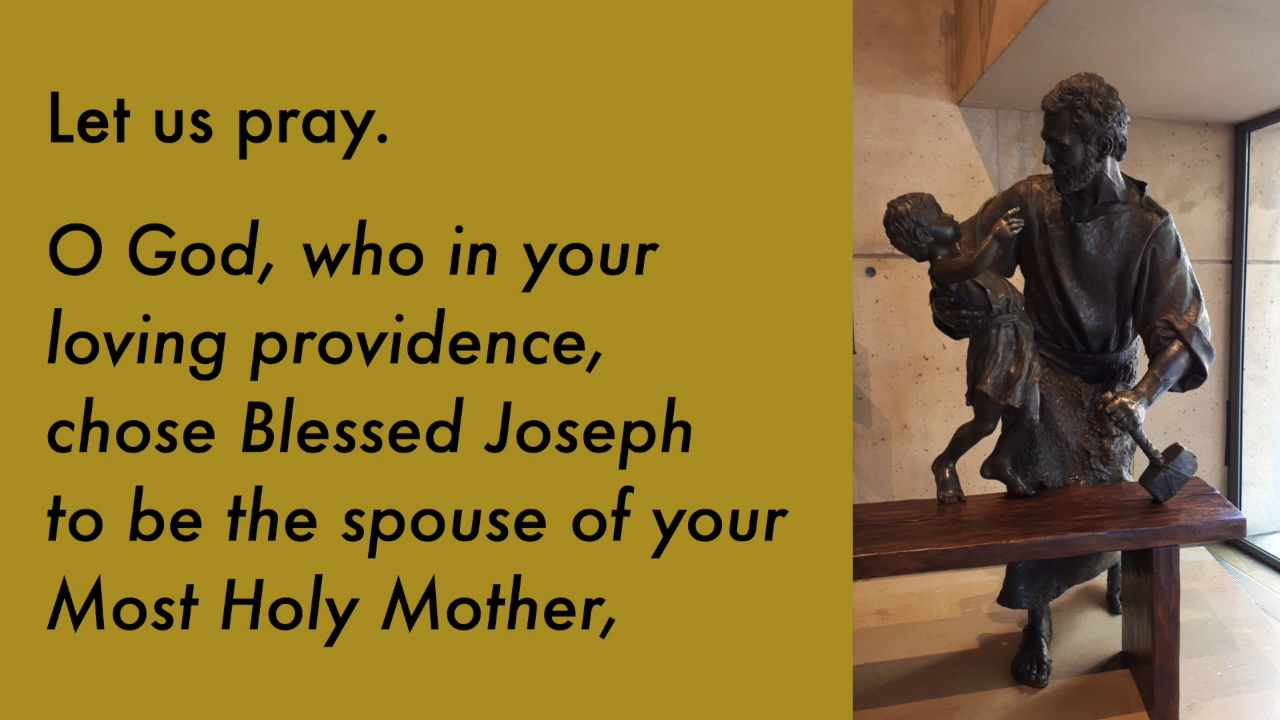 Let us pray.
O God, who in your
loving providence,
chose Blessed Joseph
to be the spouse of your
Most Holy Mother,